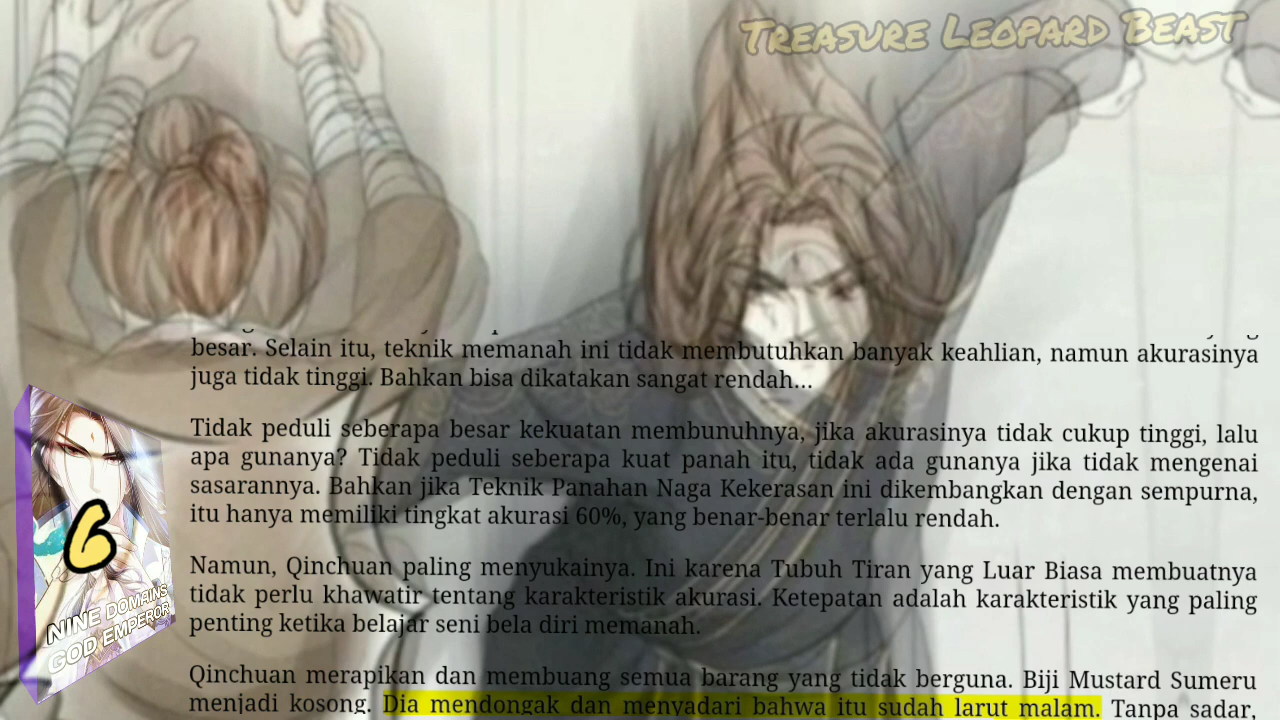 TREASURE LEOPARD BEAST
besar. Selain itu, teknik memanah ini tidak membutuhkan banyak keahlian, namun akurasinya
juga tidak tinggi. Bahkan bisa dikatakan sangat rendah...
Tidak peduli seberapa besar kekuatan membunuhnya, jika akurasinya tidak cukup tinggi, lalu
apa gunanya? Tidak peduli seberapa kuat panah itu, tidak ada gunanya jika tidak mengenai
sasarannya. Bahkan jika Teknik Panahan Naga Kekerasan ini dikembangkan dengan sempurna,
itu hanya memiliki tingkat akurasi 60%, yang benar-benar terlalu rendah.
Namun, Qinchuan paling menyukainya. Ini karena Tubuh Tiran yang Luar Biasa membuatnya
tidak perlu khawatir tentang karakteristik akurasi. Ketepatan adalah karakteristik yang paling
penting ketika belajar seni bela diri memanah.
Qinchuan merapikan dan membuang semua barang yang tidak berguna. Biji Mustard Sumeru
menjadi kosong. Dia mendongak dan menyadari bahwa itu sudah larut malam. Tanpa sadar,
6
NINE DOMAINS
GOD EMPEROR